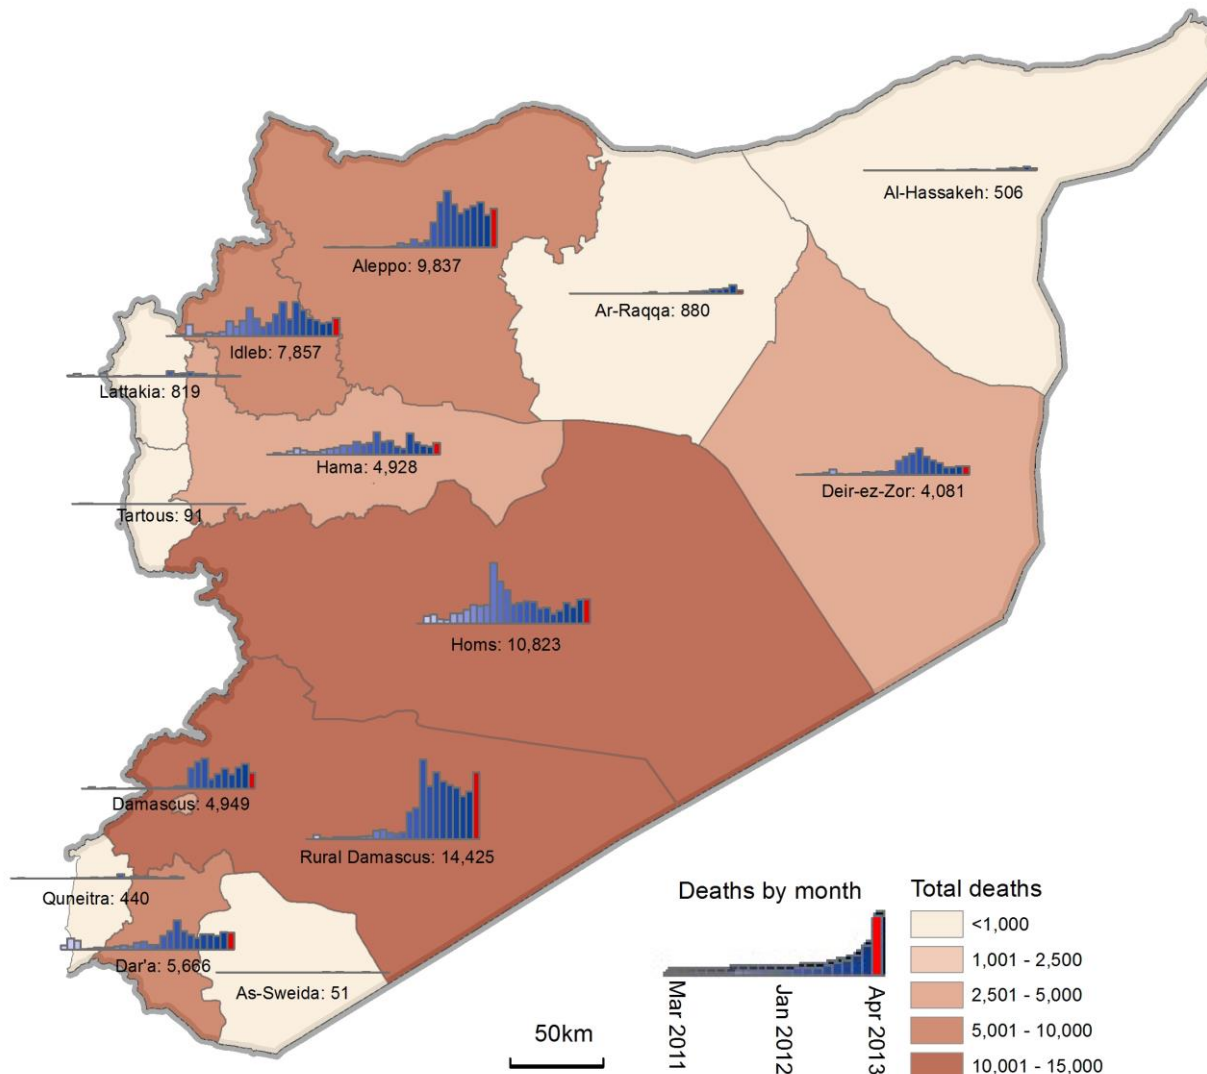 Al-Hassakeh: 506
Aleppo: 9,837
Ar-Raqqa: 880
Idleb: 7,857
Lattakia: 819
Hama: 4,928
Deir-ez-Zor: 4,081
Tartous: 91
Homs: 10,823
Damascus: 4,949
Rural Damascus: 14,425
Quneitra: 440
Dar'a: 5,666
As-Sweida: 51
50km
Deaths by month
Mar 2011
Jan 2012
Apr 2013
Total deaths
<1,000
1,001 - 2,500
2,501 - 5,000
5,001 - 10,000
10,001 - 15,000